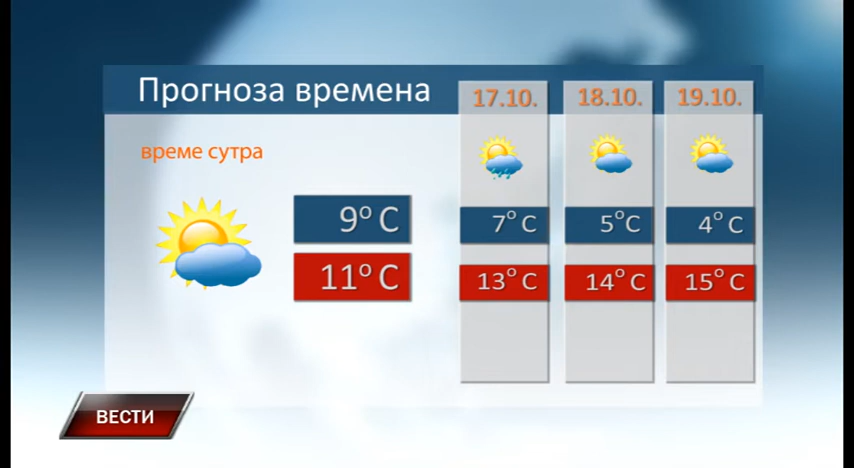 Прогноза времена
време сутра
9° C
11° C
17.10.
7° C
13° C
18.10.
5°C
14° C
19.10.
4° C
15° C
ВЕСТИ